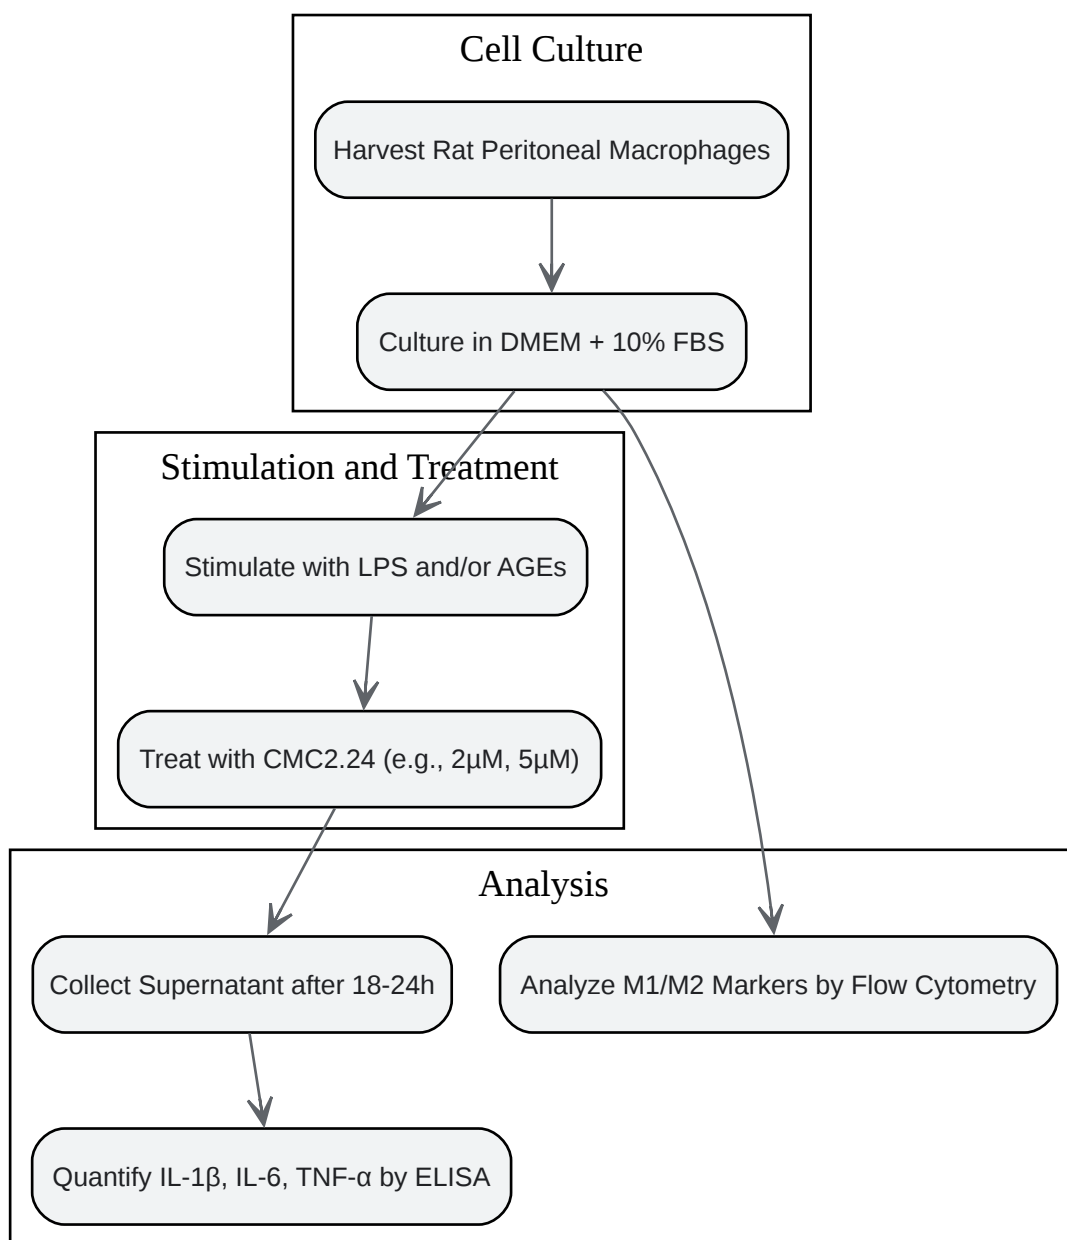 Cell Culture
Harvest Rat Peritoneal Macrophages
Culture in DMEM + 10% FBS
Stimulation and Treatment
Stimulate with LPS and/or AGEs
Treat with CMC2.24 (e.g., 2µM, 5µM)
Analysis
Collect Supernatant after 18-24h
Analyze M1/M2 Markers by Flow Cytometry
Quantify IL-1β, IL-6, TNF-α by ELISA